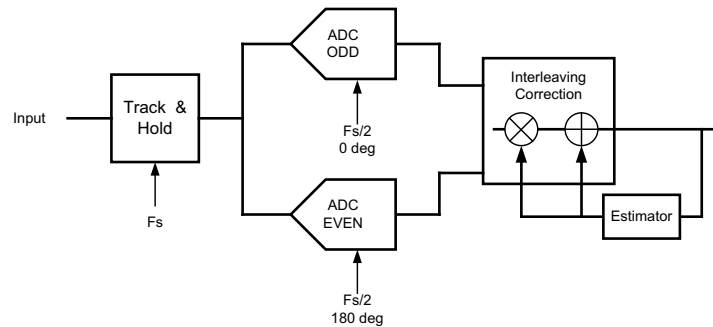 Input
Track & 
Hold
Fs
ADC
ODD
Fs/2
0 deg
ADC
EVEN
Fs/2
180 deg
Interleaving
Correction
Estimator